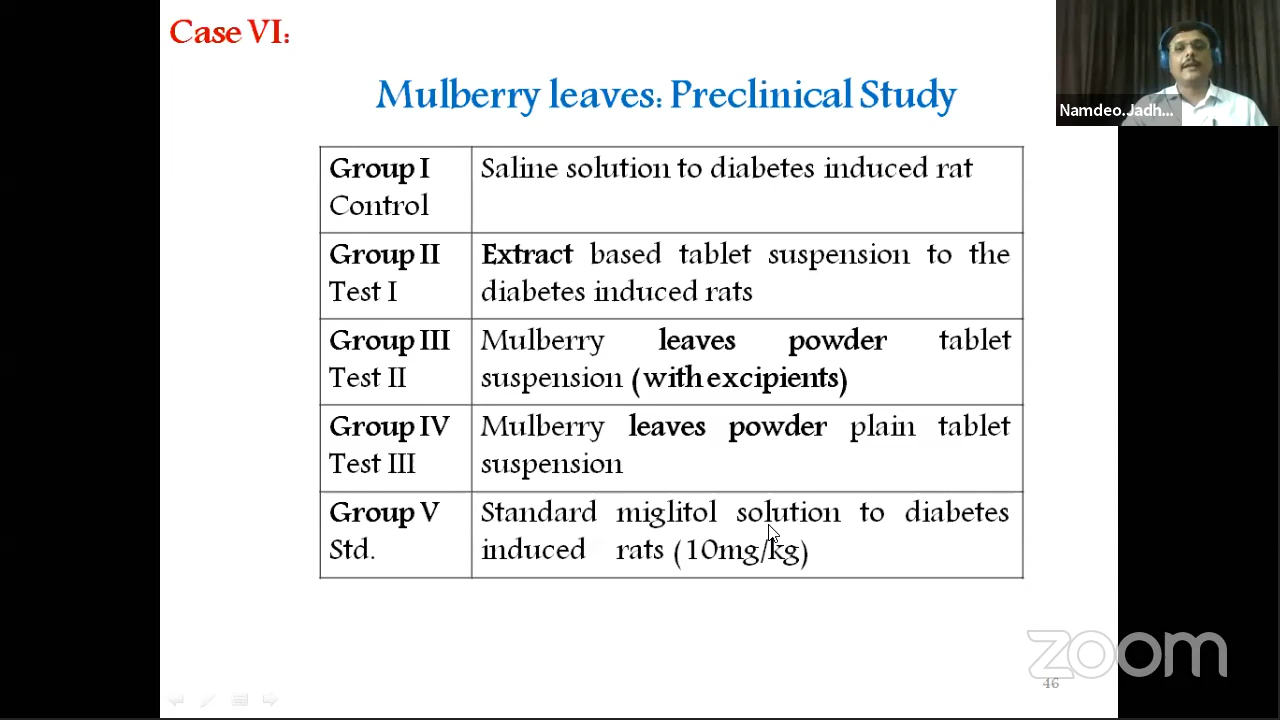 Case VI:
Mulberry leaves: Preclinical Study
Group I
Control
Saline solution to diabetes induced rat
Group II
Test I
Extract based tablet suspension to the
diabetes induced rats
Group III
Test II
Mulberry leaves powder tablet
suspension (with excipients)
Group IV
Test III
Mulberry leaves powder plain tablet
suspension
Group V
Std.
Standard miglitol solution to diabetes
induced rats (10mg/kg)
Namdeo.Jadh...
zoom
46